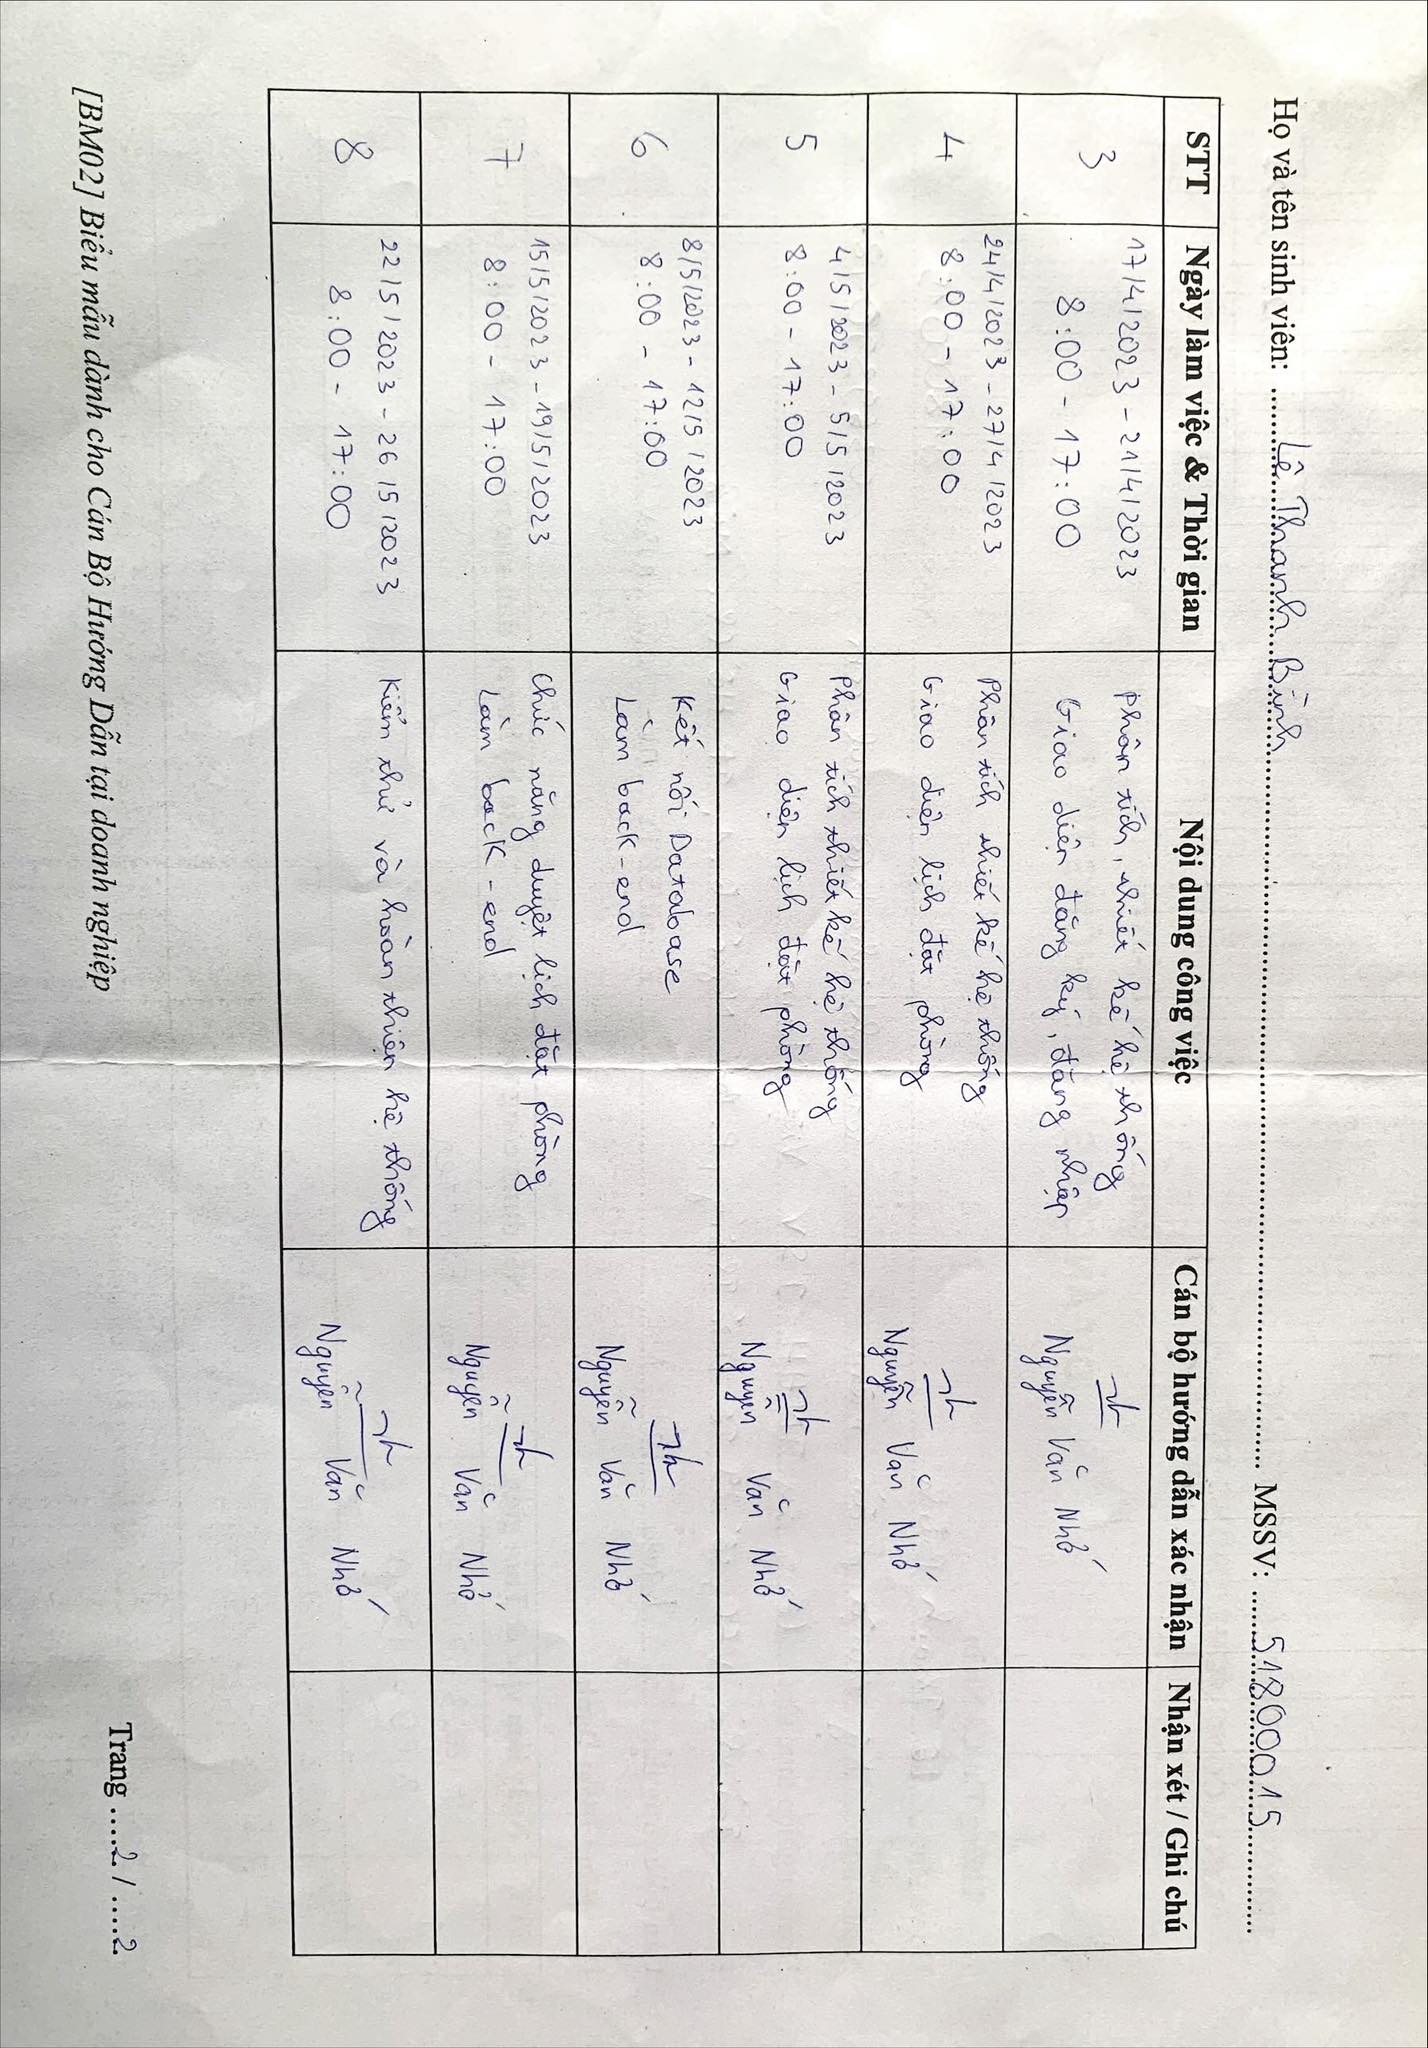 Họ và tên sinh viên: Lê Thanh Bình MSSV: 51800015
STT Ngày làm việc & Thời gian Nội dung công việc Cán bộ hướng dẫn xác nhận Nhận xét / Ghi chú
3
17/4/2023 - 21/4/2023
8:00 - 17:00
Phân tích, thiết kế hệ thống
Giao diện đăng ký, đăng nhập
Nguyễn Văn Nhớ
4
24/4/2023 - 27/4/2023
8:00 - 17:00
Phân tích thiết kế hệ thống
Giao diện lịch đặt phòng
Nguyễn Văn Nhớ
5
4/5/2023 - 5/5/2023
8:00 - 17:00
Phân tích thiết kế hệ thống
Giao diện lịch đặt phòng
Nguyễn Văn Nhớ
6
8/5/2023 - 12/5/2023
8:00 - 17:00
Kết nối Database
Làm back-end
Nguyễn Văn Nhớ
7
15/5/2023 - 19/5/2023
8:00 - 17:00
Chức năng duyệt lịch đặt phòng
Làm back-end
Nguyễn Văn Nhớ
8
22/5/2023 - 26/5/2023
8:00 - 17:00
Kiểm thử và hoàn thiện hệ thống
Nguyễn Văn Nhớ
[BM02] Biểu mẫu dành cho Cán Bộ Hướng Dẫn tại doanh nghiệp
Trang ....2 / ....2